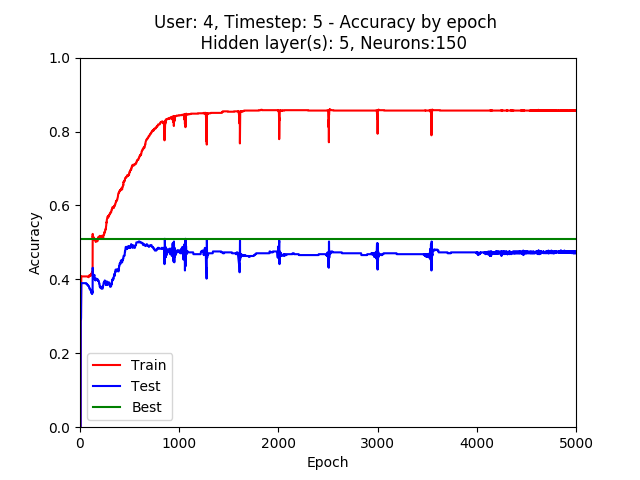 User: 4, Timestep: 5 - Accuracy by epoch
Hidden layer(s): 5, Neurons:150
1.0
0.8
0.6
0.4
0.2
0.0
Accuracy
Train
Test
Best
0 1000 2000 3000 4000 5000
Epoch